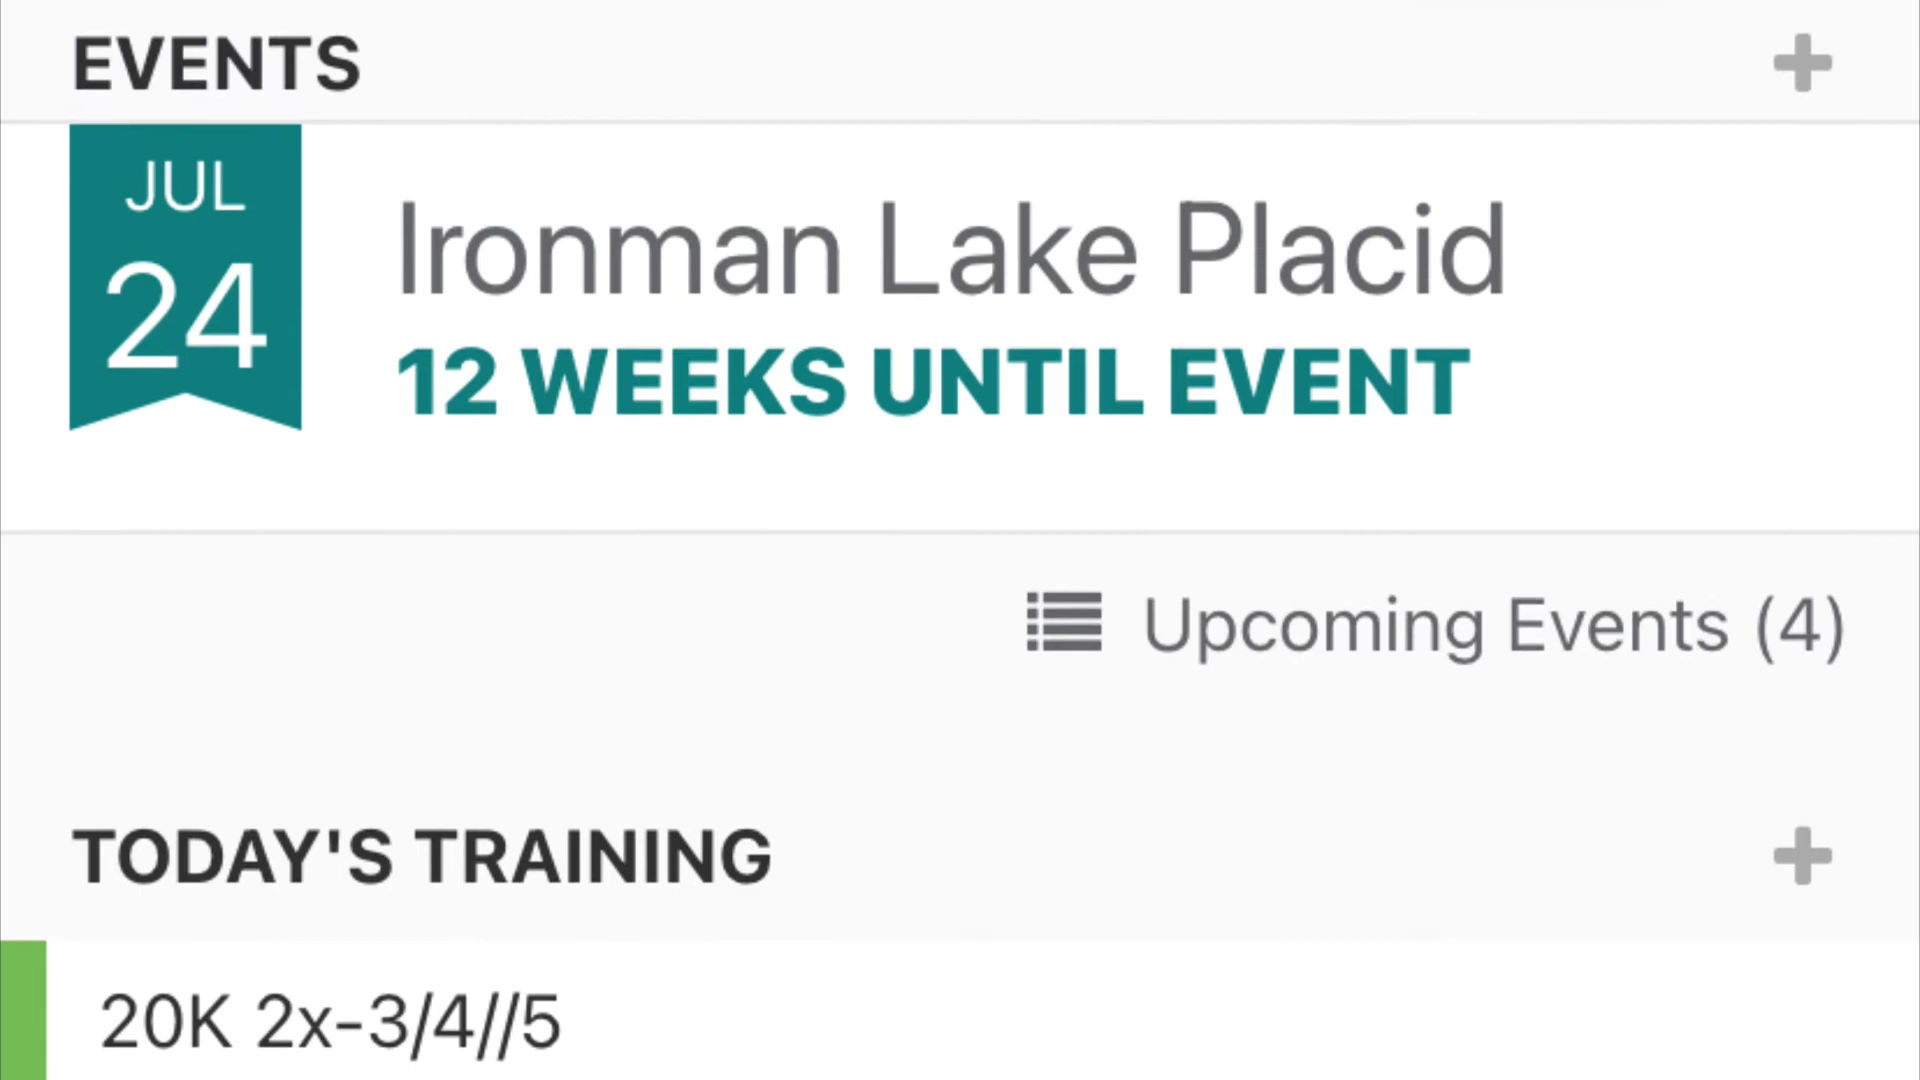 EVENTS
JUL
24
Ironman Lake Placid
12 WEEKS UNTIL EVENT
Upcoming Events (4)
TODAY'S TRAINING
20K 2x-3/4//5